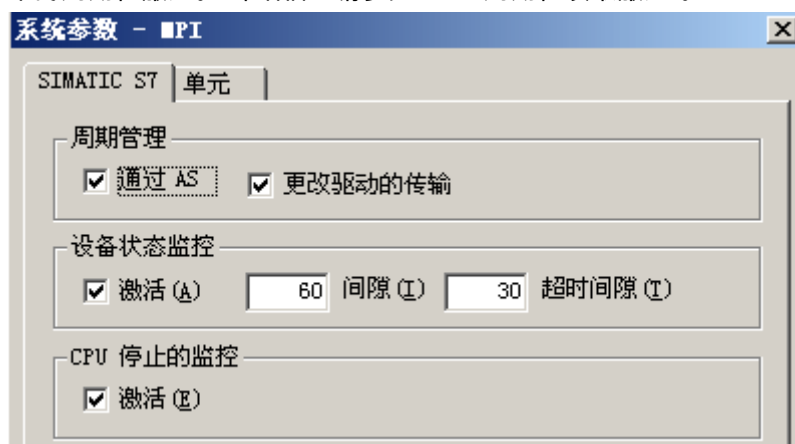 系统参数 - MPI
SIMATIC S7 单元
周期管理
通过 AS 更改驱动的传输
设备状态监控
激活(A) 60 间隙(I) 30 超时间隙(T)
CPU 停止的监控
激活(E)